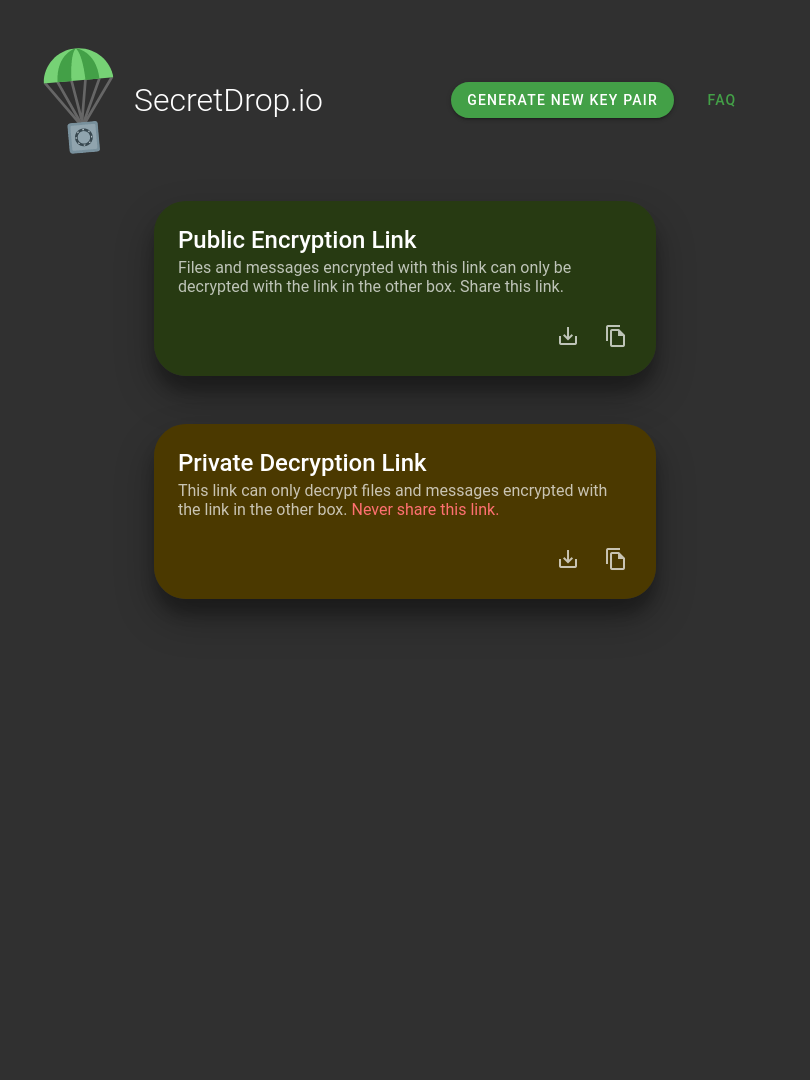 SecretDrop.io
GENERATE NEW KEY PAIR
FAQ
Public Encryption Link
Files and messages encrypted with this link can only be
decrypted with the link in the other box. Share this link.
Private Decryption Link
This link can only decrypt files and messages encrypted with
the link in the other box. Never share this link.